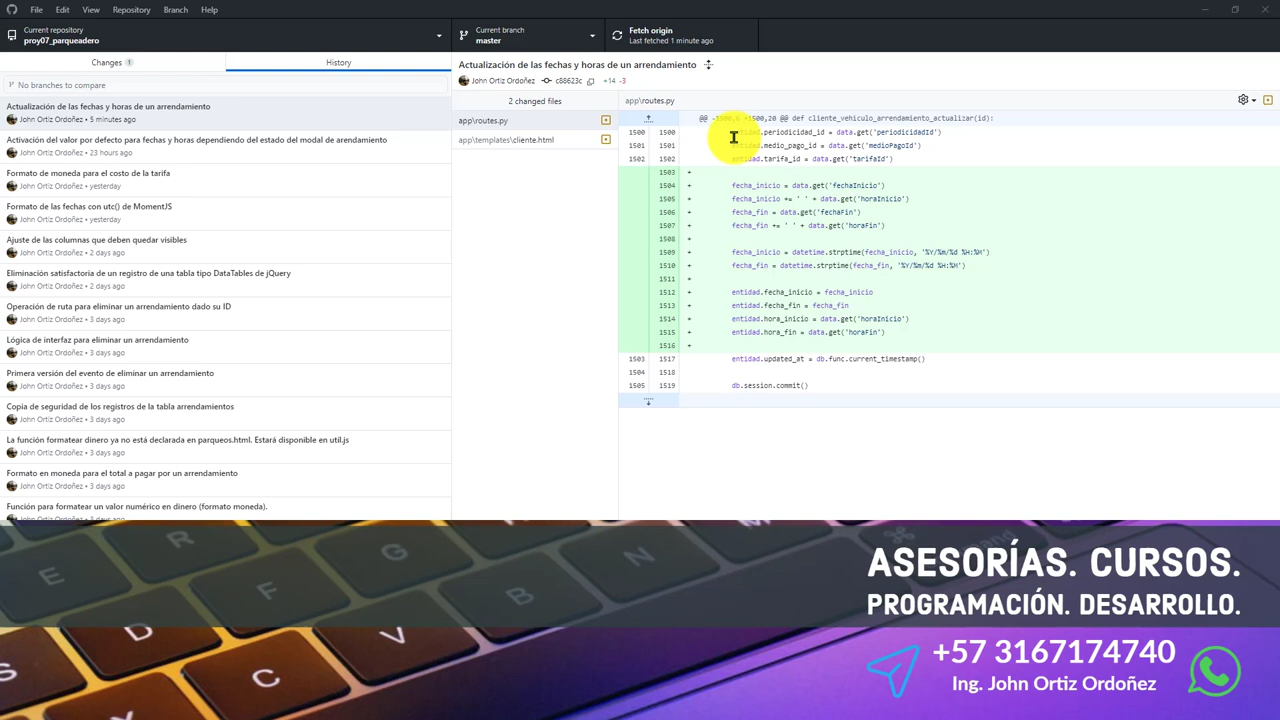 File Edit View Repository Branch Help
Current repository
proy07_parqueadero
Current branch
master
Fetch origin
Last fetched 1 minute ago
Changes 1
History
No branches to compare
Actualización de las fechas y horas de un arrendamiento
John Ortiz Ordoñez • 5 minutes ago
Activación del valor por defecto para fechas y horas dependiendo del estado del modal de arrendamiento
John Ortiz Ordoñez • 23 hours ago
Formato de moneda para el costo de la tarifa
John Ortiz Ordoñez • yesterday
Formato de las fechas con utc() de MomentJS
John Ortiz Ordoñez • yesterday
Ajuste de las columnas que deben quedar visibles
John Ortiz Ordoñez • 2 days ago
Eliminación satisfactoria de un registro de una tabla tipo DataTables de jQuery
John Ortiz Ordoñez • 2 days ago
Operación de ruta para eliminar un arrendamiento dado su ID
John Ortiz Ordoñez • 3 days ago
Lógica de interfaz para eliminar un arrendamiento
John Ortiz Ordoñez • 3 days ago
Primera versión del evento de eliminar un arrendamiento
John Ortiz Ordoñez • 3 days ago
Copia de seguridad de los registros de la tabla arrendamientos
John Ortiz Ordoñez • 3 days ago
La función formatear dinero ya no está declarada en parqueos.html. Estará disponible en util.js
John Ortiz Ordoñez • 3 days ago
Formato en moneda para el total a pagar por un arrendamiento
John Ortiz Ordoñez • 3 days ago
Función para formatear un valor numérico en dinero (formato moneda).
John Ortiz Ordoñez • 3 days ago
Actualización de las fechas y horas de un arrendamiento
John Ortiz Ordoñez c88623c +14 -3
2 changed files
app\routes.py
app\templates\cliente.html
app\routes.py
@@ -1500,6 +1500,20 @@ def cliente_vehiculo_arrendamiento_actualizar(id):
1500 1500 entidad.periodicidad_id = data.get('periodicidadId')
1501 1501 entidad.medio_pago_id = data.get('medioPagoId')
1502 1502 entidad.tarifa_id = data.get('tarifaId')
1503 +
1504 + fecha_inicio = data.get('fechaInicio')
1505 + fecha_inicio += ' ' + data.get('horaInicio')
1506 + fecha_fin = data.get('fechaFin')
1507 + fecha_fin += ' ' + data.get('horaFin')
1508 +
1509 + fecha_inicio = datetime.strptime(fecha_inicio, '%Y/%m/%d %H:%M')
1510 + fecha_fin = datetime.strptime(fecha_fin, '%Y/%m/%d %H:%M')
1511 +
1512 + entidad.fecha_inicio = fecha_inicio
1513 + entidad.fecha_fin = fecha_fin
1514 + entidad.hora_inicio = data.get('horaInicio')
1515 + entidad.hora_fin = data.get('horaFin')
1516 +
1503 1517 entidad.updated_at = db.func.current_timestamp()
1504 1518
1505 1519 db.session.commit()
ASESORÍAS. CURSOS.
PROGRAMACIÓN. DESARROLLO.
+57 3167174740
Ing. John Ortiz Ordoñez
R
E
G
F
N
V
B
D
V
C